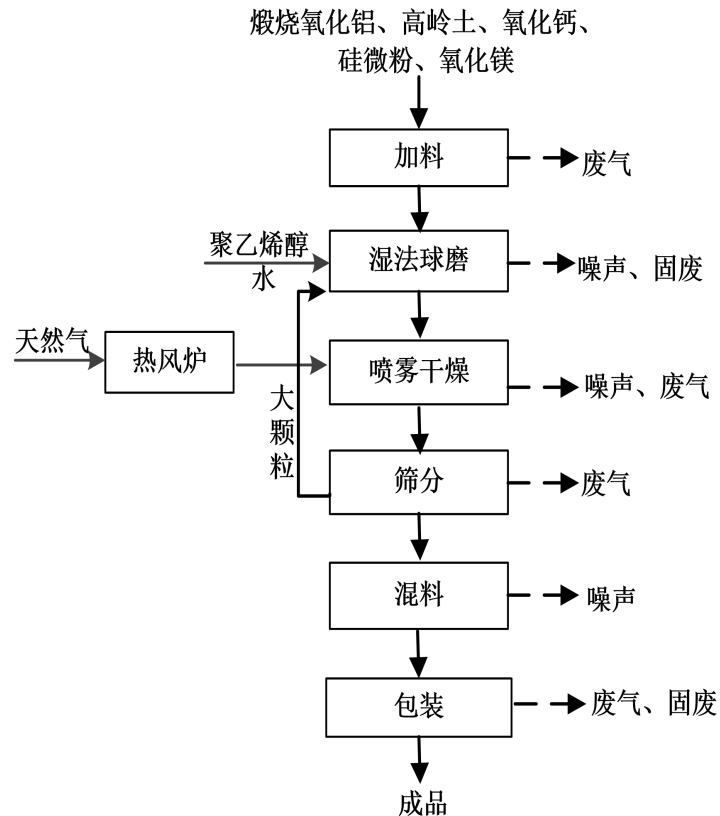 煅烧氧化铝、高岭土、氧化钙、
硅微粉、氧化镁
加料
废气
聚乙烯醇
水
湿法球磨
噪声、固废
天然气
热风炉
喷雾干燥
噪声、废气
大颗粒
筛分
废气
混料
噪声
包装
废气、固废
成品